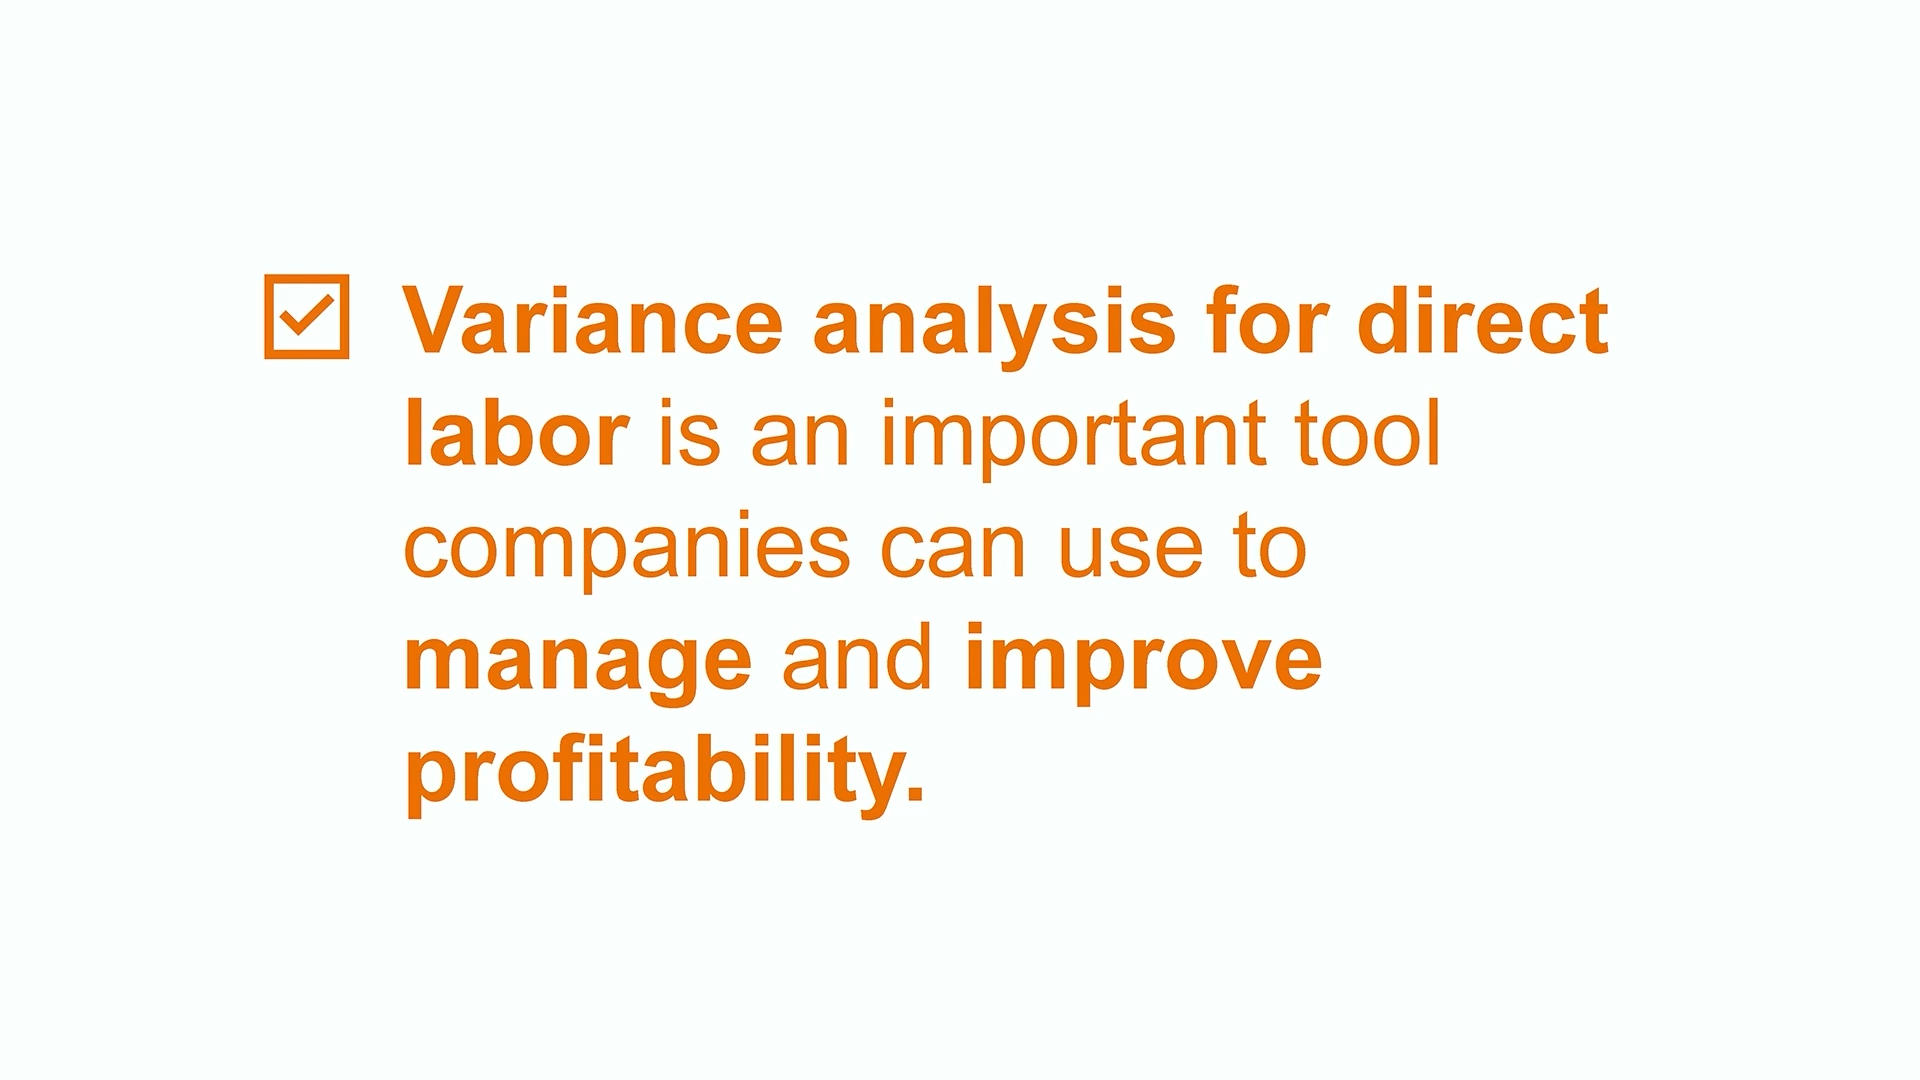 Variance analysis for direct
labor is an important tool
companies can use to
manage and improve
profitability.